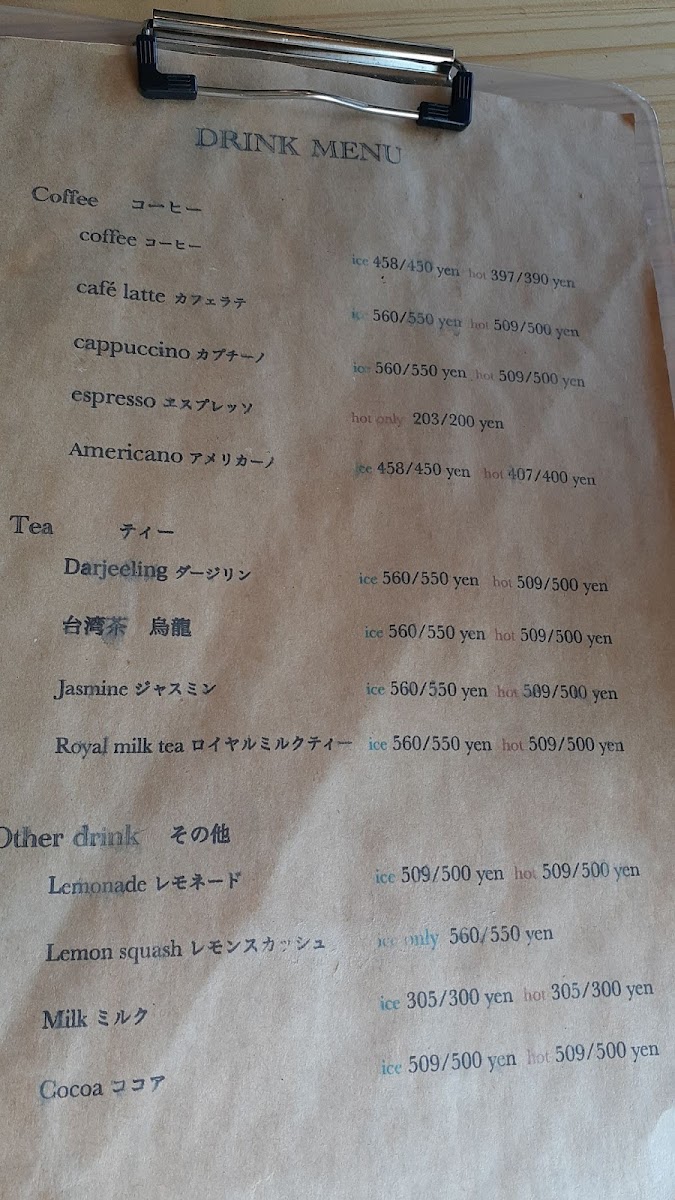 DRINK MENU
Coffee コーヒー
coffee コーヒー ice 458/450 yen hot 397/390 yen
café latte カフェラテ ice 560/550 yen hot 509/500 yen
cappuccino カプチーノ ice 560/550 yen hot 509/500 yen
espresso エスプレッソ hot only 203/200 yen
Americano アメリカーノ ice 458/450 yen hot 407/400 yen
Tea ティー
Darjeeling ダージリン ice 560/550 yen hot 509/500 yen
台湾茶 烏龍 ice 560/550 yen hot 509/500 yen
Jasmine ジャスミン ice 560/550 yen hot 509/500 yen
Royal milk tea ロイヤルミルクティー ice 560/550 yen hot 509/500 yen
Other drink その他
Lemonade レモネード ice 509/500 yen hot 509/500 yen
Lemon squash レモンスカッシュ ice only 560/550 yen
Milk ミルク ice 305/300 yen hot 305/300 yen
Cocoa ココア ice 509/500 yen hot 509/500 yen